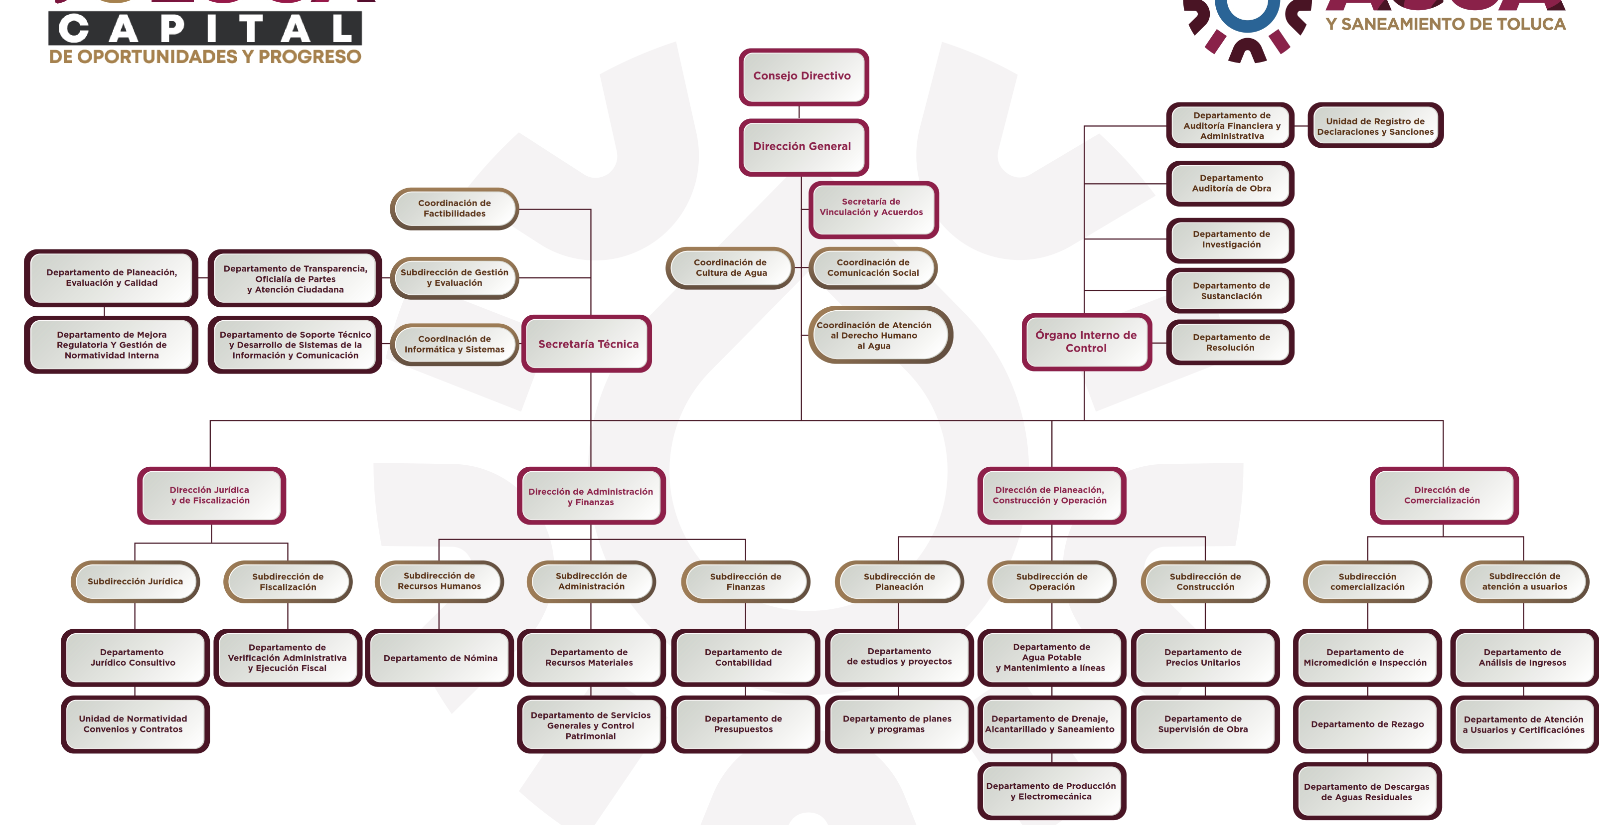 CAPITAL
DE OPORTUNIDADES Y PROGRESO
Y SANEAMIENTO DE TOLUCA
Consejo Directivo
Dirección General
Secretaría de
Vinculación y Acuerdos
Coordinación de
Cultura de Agua
Coordinación de
Comunicación Social
Coordinación de Atención
al Derecho Humano
al Agua
Departamento de
Auditoría Financiera y
Administrativa
Unidad de Registro de
Declaraciones y Sanciones
Departamento
Auditoría de Obra
Departamento de
Investigación
Departamento de
Sustanciación
Órgano Interno de
Control
Departamento de
Resolución
Coordinación de
Factibilidades
Departamento de Planeación,
Evaluación y Calidad
Departamento de Transparencia,
Oficialía de Partes
y Atención Ciudadana
Subdirección de Gestión
y Evaluación
Departamento de Mejora
Regulatoria Y Gestión de
Normatividad Interna
Departamento de Soporte Técnico
y Desarrollo de Sistemas de la
Información y Comunicación
Coordinación de
Informática y Sistemas
Secretaría Técnica
Dirección Jurídica
y de Fiscalización
Dirección de Administración
y Finanzas
Dirección de Planeación,
Construcción y Operación
Dirección de
Comercialización
Subdirección Jurídica
Subdirección de
Fiscalización
Subdirección de
Recursos Humanos
Subdirección de
Administración
Subdirección de
Finanzas
Subdirección de
Planeación
Subdirección de
Operación
Subdirección de
Construcción
Subdirección
comercialización
Subdirección de
atención a usuarios
Departamento
Jurídico Consultivo
Departamento de
Verificación Administrativa
y Ejecución Fiscal
Departamento de Nómina
Departamento de
Recursos Materiales
Departamento de
Contabilidad
Departamento
de estudios y proyectos
Departamento de
Agua Potable
y Mantenimiento a líneas
Departamento de
Precios Unitarios
Departamento de
Micromedición e Inspección
Departamento de
Análisis de Ingresos
Unidad de Normatividad
Convenios y Contratos
Departamento de Servicios
Generales y Control
Patrimonial
Departamento de
Presupuestos
Departamento de planes
y programas
Departamento de Drenaje,
Alcantarillado y Saneamiento
Departamento de
Supervisión de Obra
Departamento de Rezago
Departamento de Atención
a Usuarios y Certificaciónes
Departamento de Producción
y Electromecánica
Departamento de Descargas
de Aguas Residuales